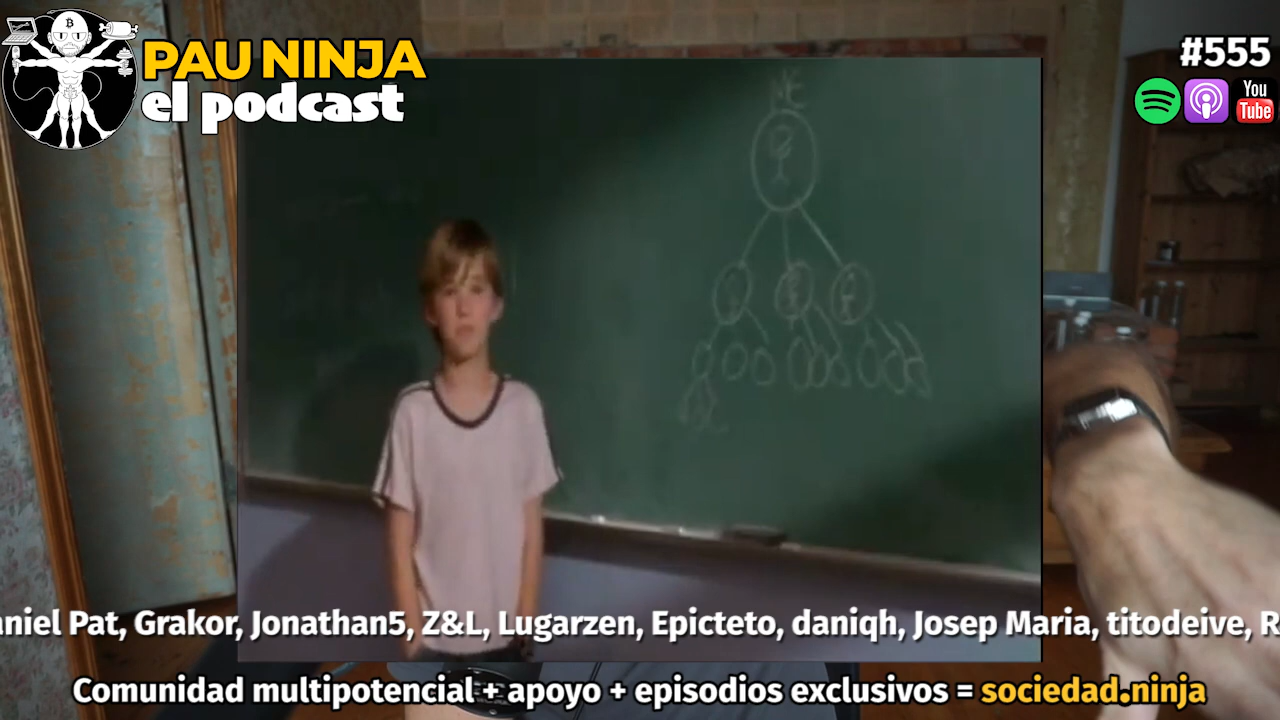 PAU NINJA
el podcast
#555
You
Tube
ME
aniel Pat, Grakor, Jonathan5, Z&L, Lugarzen, Epicteto, daniqh, Josep Maria, titodeive, R
Comunidad multipotencial + apoyo + episodios exclusivos = sociedad.ninja